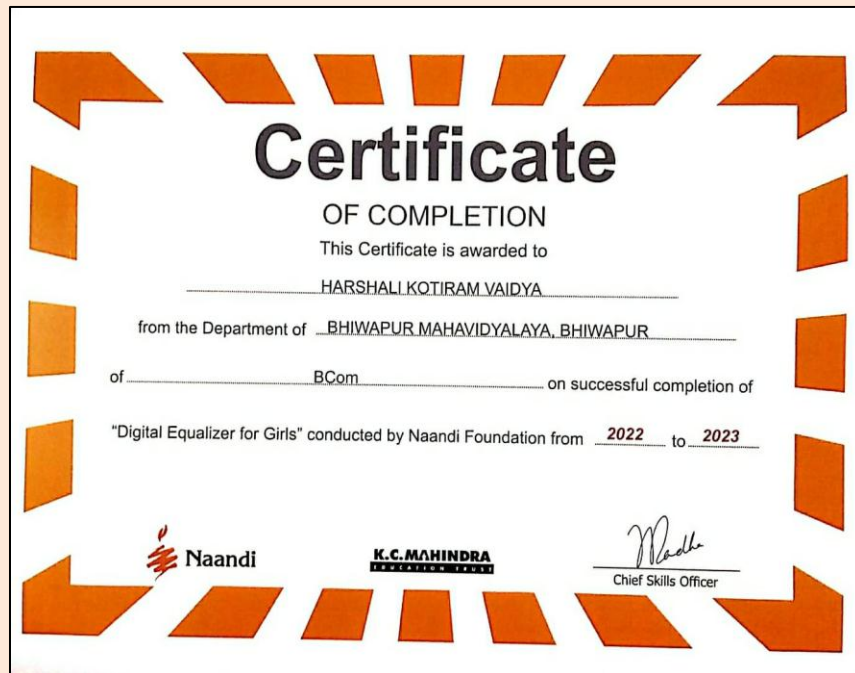 Certificate
OF COMPLETION
This Certificate is awarded to
HARSHALI KOTIRAM VAIDYA
from the Department of BHIWAPUR MAHAVIDYALAYA, BHIWAPUR
of BCom on successful completion of
"Digital Equalizer for Girls" conducted by Naandi Foundation from 2022 to 2023
Naandi
K.C.MAHINDRA
EDUCATION TRUST
Madhu
Chief Skills Officer